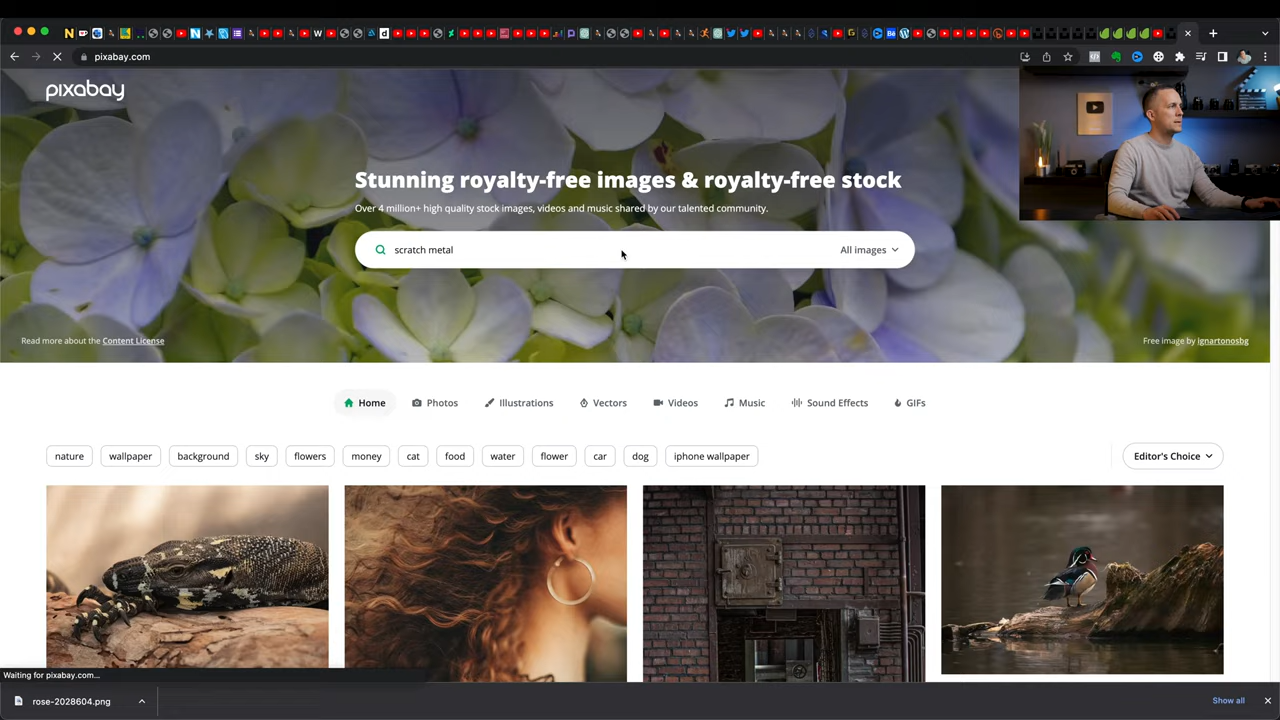 pixabay.com
pixabay
Stunning royalty-free images & royalty-free stock
Over 4 million+ high quality stock images, videos and music shared by our talented community.
scratch metal
All images
Read more about the Content License
Free image by ignartonosbg
Home
Photos
Illustrations
Vectors
Videos
Music
Sound Effects
GIFs
nature
wallpaper
background
sky
flowers
money
cat
food
water
flower
car
dog
iphone wallpaper
Editor's Choice
Waiting for pixabay.com...
rose-2028604.png
Show all